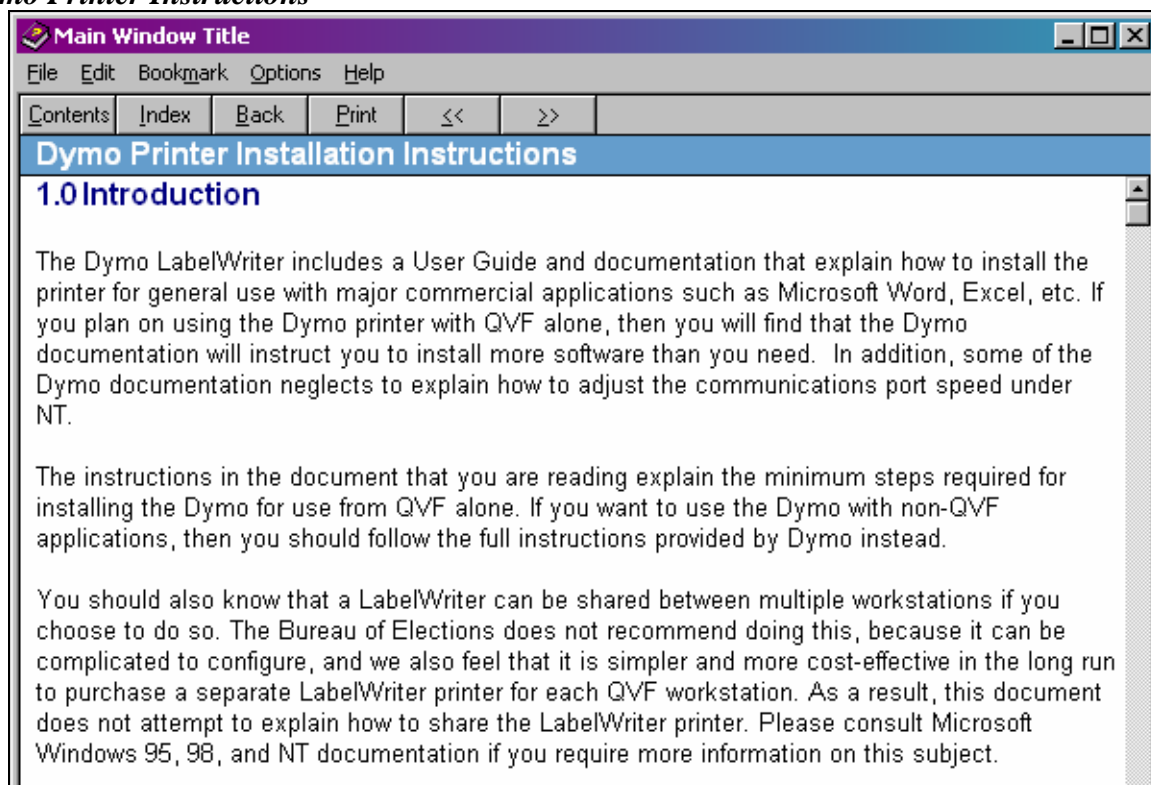 Printer Instructions
Main Window Title
File Edit Bookmark Options Help
Contents Index Back Print << >>
Dymo Printer Installation Instructions
1.0 Introduction
The Dymo LabelWriter includes a User Guide and documentation that explain how to install the
printer for general use with major commercial applications such as Microsoft Word, Excel, etc. If
you plan on using the Dymo printer with QVF alone, then you will find that the Dymo
documentation will instruct you to install more software than you need.  In addition, some of the
Dymo documentation neglects to explain how to adjust the communications port speed under
NT.
The instructions in the document that you are reading explain the minimum steps required for
installing the Dymo for use from QVF alone. If you want to use the Dymo with non-QVF
applications, then you should follow the full instructions provided by Dymo instead.
You should also know that a LabelWriter can be shared between multiple workstations if you
choose to do so. The Bureau of Elections does not recommend doing this, because it can be
complicated to configure, and we also feel that it is simpler and more cost-effective in the long run
to purchase a separate LabelWriter printer for each QVF workstation. As a result, this document
does not attempt to explain how to share the LabelWriter printer. Please consult Microsoft
Windows 95, 98, and NT documentation if you require more information on this subject.